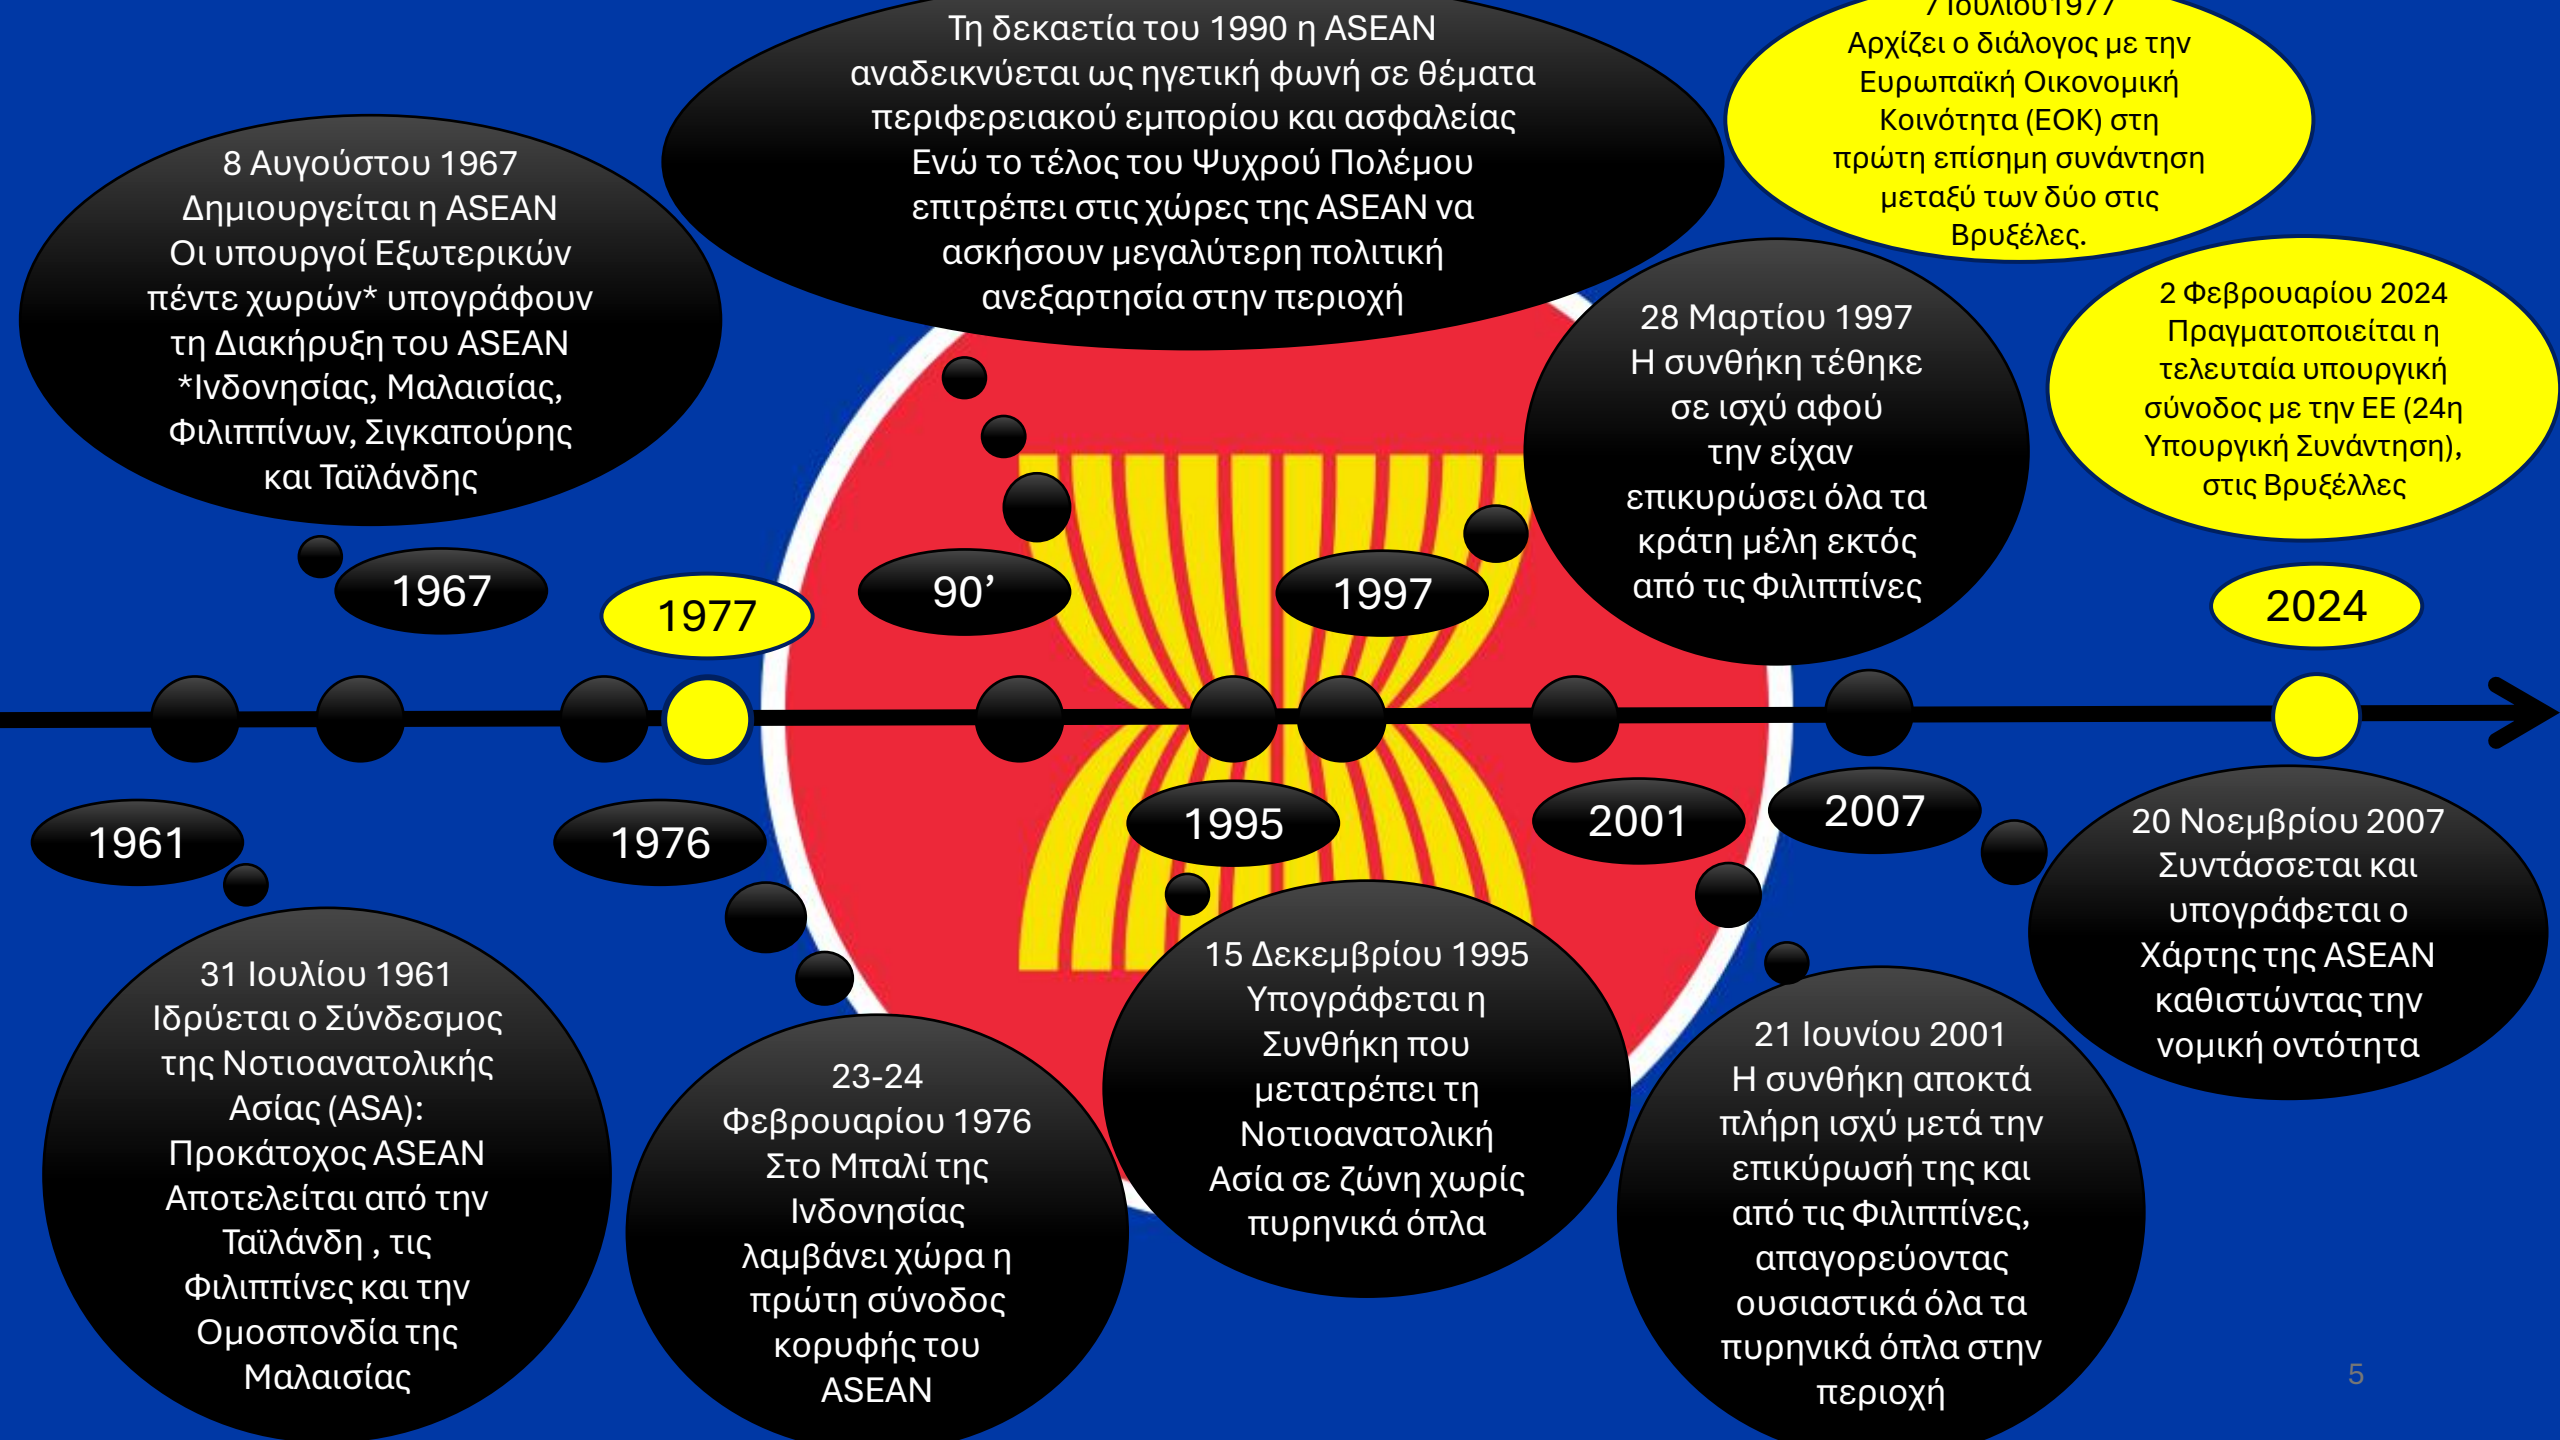 Τη δεκαετία του 1990 η ASEAN
αναδεικνύεται ως ηγετική φωνή σε θέματα
περιφερειακού εμπορίου και ασφαλείας
Ενώ το τέλος του Ψυχρού Πολέμου
επιτρέπει στις χώρες της ASEAN να
ασκήσουν μεγαλύτερη πολιτική
ανεξαρτησία στην περιοχή
7 Ιουλίου1977
Αρχίζει ο διάλογος με την
Ευρωπαϊκή Οικονομική
Κοινότητα (ΕΟΚ) στη
πρώτη επίσημη συνάντηση
μεταξύ των δύο στις
Βρυξέλες.
8 Αυγούστου 1967
Δημιουργείται η ASEAN
Οι υπουργοί Εξωτερικών
πέντε χωρών* υπογράφουν
τη Διακήρυξη του ASEAN
*Ινδονησίας, Μαλαισίας,
Φιλιππίνων, Σιγκαπούρης
και Ταϊλάνδης
28 Μαρτίου 1997
Η συνθήκη τέθηκε
σε ισχύ αφού
την είχαν
επικυρώσει όλα τα
κράτη μέλη εκτός
από τις Φιλιππίνες
2 Φεβρουαρίου 2024
Πραγματοποιείται η
τελευταία υπουργική
σύνοδος με την ΕΕ (24η
Υπουργική Συνάντηση),
στις Βρυξέλλες
1967
1977
90’
1997
2024
1961
1976
1995
2001
2007
31 Ιουλίου 1961
Ιδρύεται ο Σύνδεσμος
της Νοτιοανατολικής
Ασίας (ASA):
Προκάτοχος ASEAN
Αποτελείται από την
Ταϊλάνδη , τις
Φιλιππίνες και την
Ομοσπονδία της
Μαλαισίας
23-24
Φεβρουαρίου 1976
Στο Μπαλί της
Ινδονησίας
λαμβάνει χώρα η
πρώτη σύνοδος
κορυφής του
ASEAN
15 Δεκεμβρίου 1995
Υπογράφεται η
Συνθήκη που
μετατρέπει τη
Νοτιοανατολική
Ασία σε ζώνη χωρίς
πυρηνικά όπλα
21 Ιουνίου 2001
Η συνθήκη αποκτά
πλήρη ισχύ μετά την
επικύρωσή της και
από τις Φιλιππίνες,
απαγορεύοντας
ουσιαστικά όλα τα
πυρηνικά όπλα στην
περιοχή
20 Νοεμβρίου 2007
Συντάσσεται και
υπογράφεται ο
Χάρτης της ASEAN
καθιστώντας την
νομική οντότητα
5